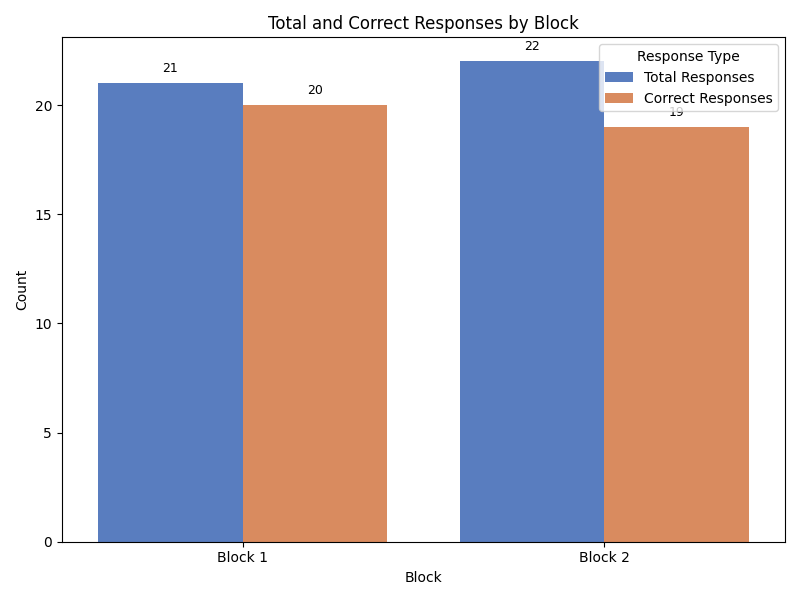 Total and Correct Responses by Block
22
Response Type
Total Responses
Correct Responses
21
20
19
20
15
10
5
0
Count
Block 1
Block 2
Block